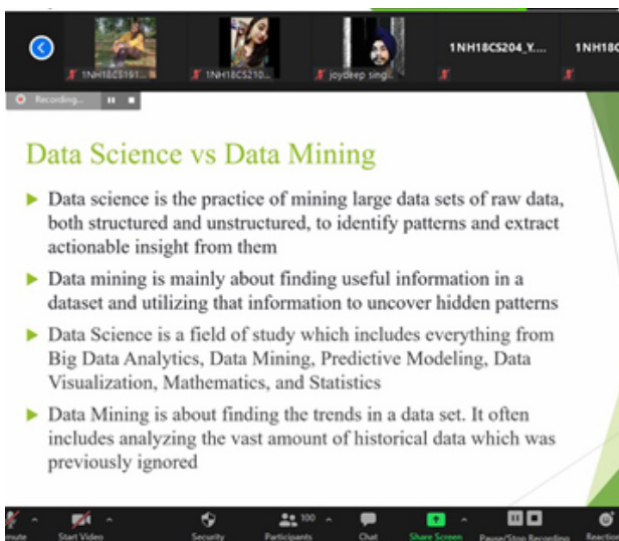 1NH18CS191...
1NH18CS210...
joydeep sing...
1NH18CS204_Y....
1NH18C
Recording...
Data Science vs Data Mining
Data science is the practice of mining large data sets of raw data,
both structured and unstructured, to identify patterns and extract
actionable insight from them
Data mining is mainly about finding useful information in a
dataset and utilizing that information to uncover hidden patterns
Data Science is a field of study which includes everything from
Big Data Analytics, Data Mining, Predictive Modeling, Data
Visualization, Mathematics, and Statistics
Data Mining is about finding the trends in a data set. It often
includes analyzing the vast amount of historical data which was
previously ignored
mute
Start Video
Security
100
Participants
Chat
Share Screen
Pause/Stop Recording
Reaction